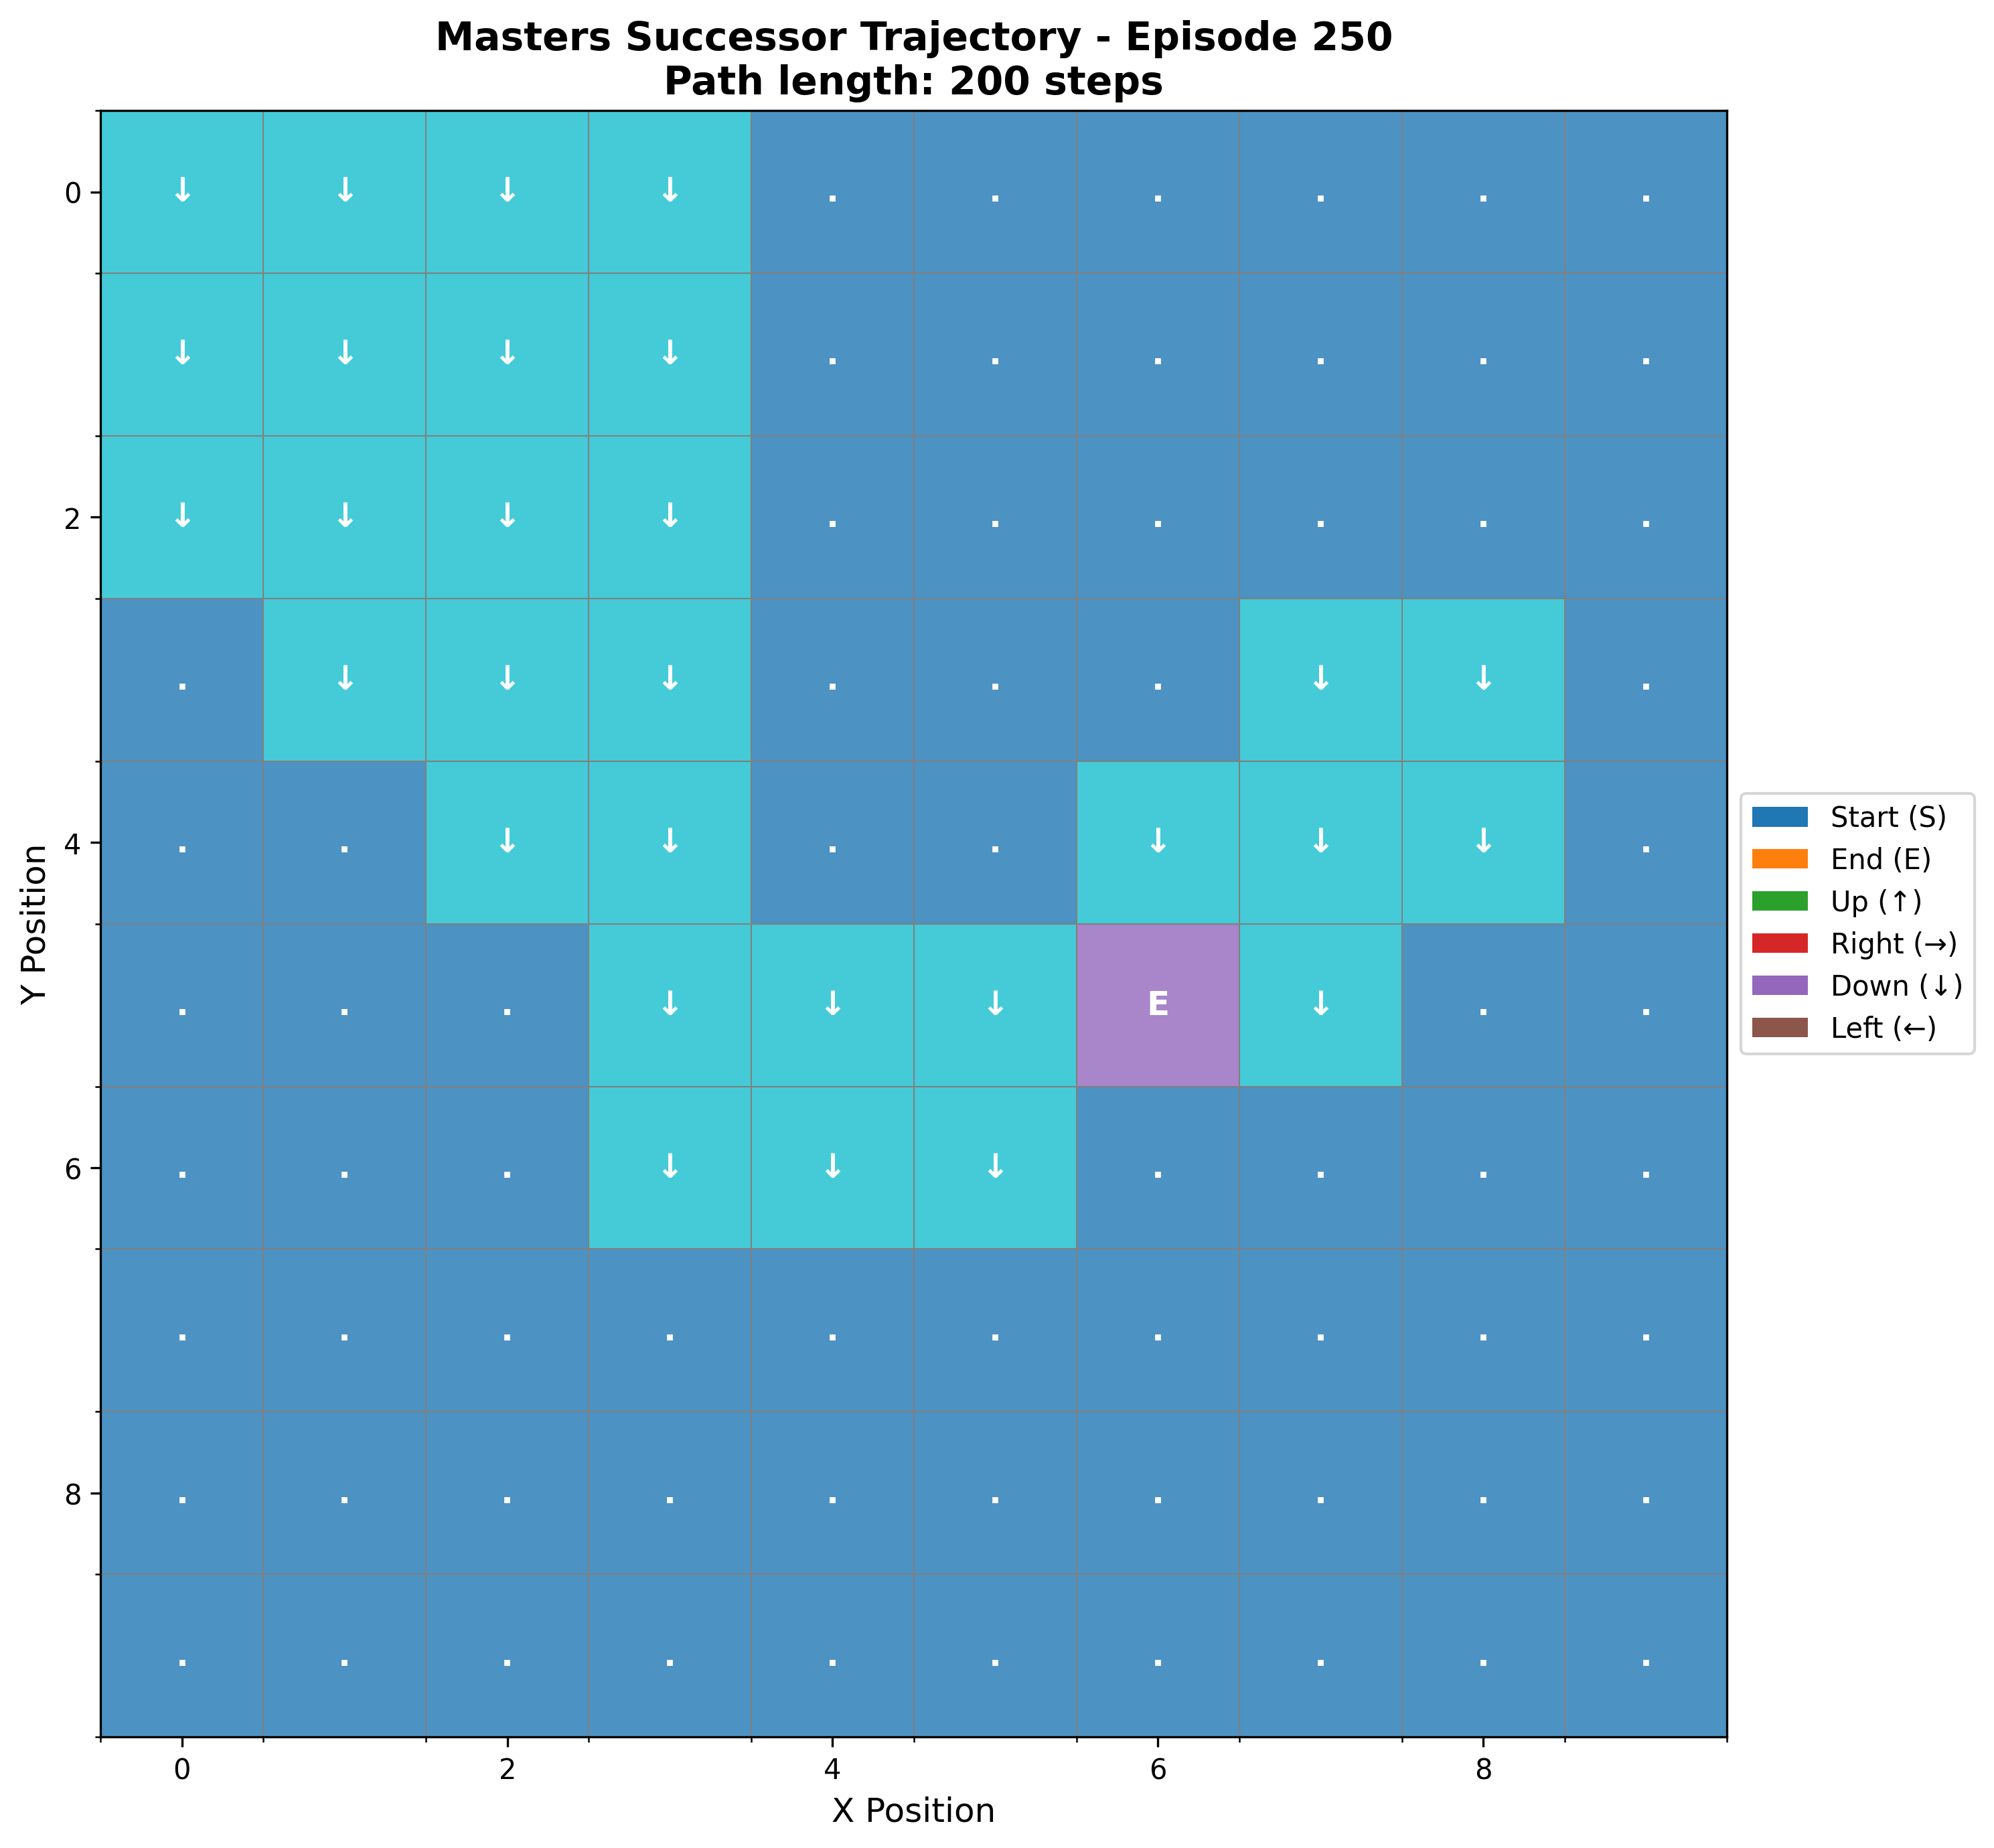 Masters Successor Trajectory - Episode 250
Path length: 200 steps
0 ↓ ↓ ↓ ↓ . . . . . .
↓ ↓ ↓ ↓ . . . . . .
2 ↓ ↓ ↓ ↓ . . . . . .
. ↓ ↓ ↓ . . . ↓ ↓ .
4 . . ↓ ↓ . . ↓ ↓ ↓ .
. . . ↓ ↓ ↓ E ↓ . .
6 . . . ↓ ↓ ↓ . . . .
. . . . . . . . . .
8 . . . . . . . . . .
. . . . . . . . . .
0 2 4 6 8
X Position
Y Position
Start (S)
End (E)
Up (↑)
Right (→)
Down (↓)
Left (←)